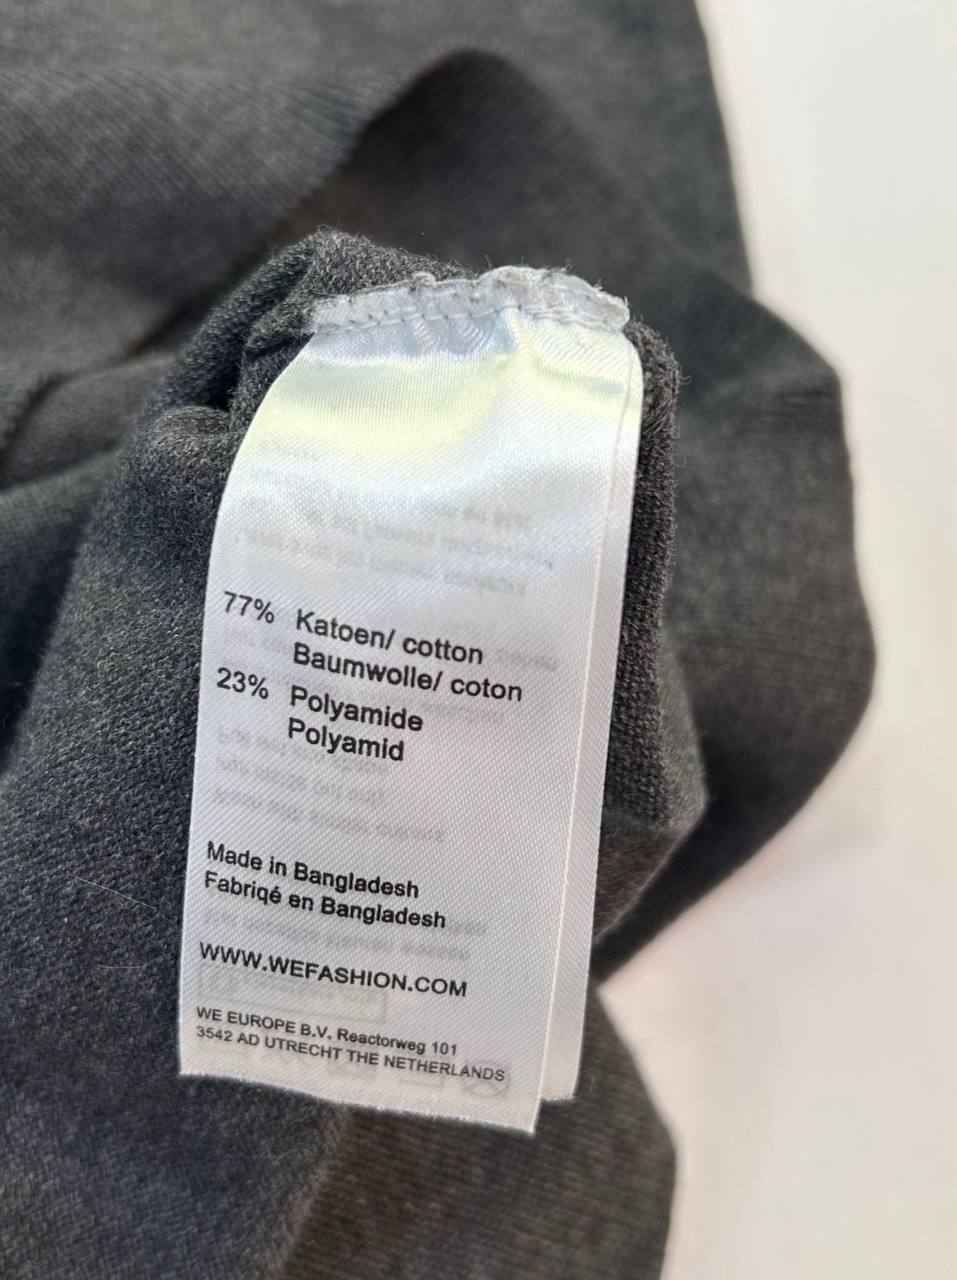 77% Katoen/ cotton
Baumwolle/ coton
23% Polyamide
Polyamid
Made in Bangladesh
Fabriqé en Bangladesh
WWW.WEFASHION.COM
WE EUROPE B.V. Reactorweg 101
3542 AD UTRECHT THE NETHERLANDS